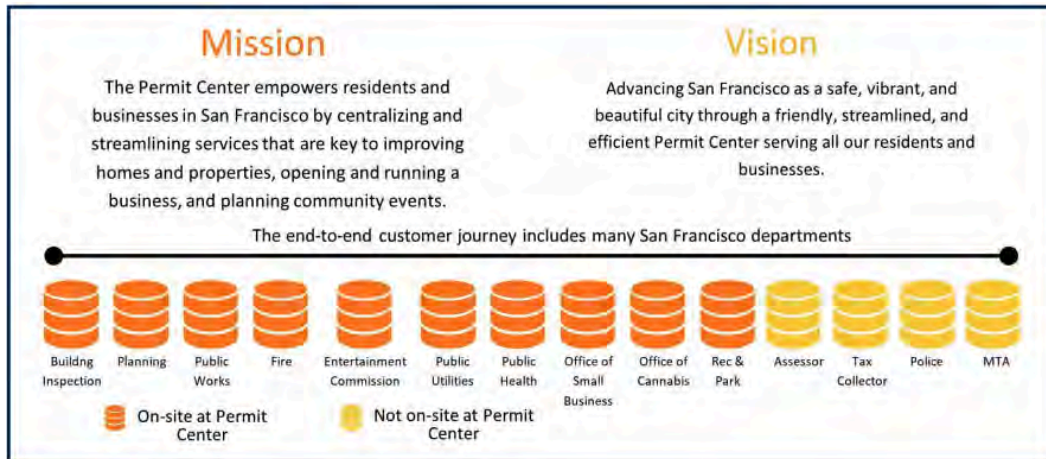 Mission
The Permit Center empowers residents and
businesses in San Francisco by centralizing and
streamlining services that are key to improving
homes and properties, opening and running a
business, and planning community events.
Vision
Advancing San Francisco as a safe, vibrant, and
beautiful city through a friendly, streamlined, and
efficient Permit Center serving all our residents and
businesses.
The end-to-end customer journey includes many San Francisco departments
Buildng
Inspection
Planning
Public
Works
Fire
Entertainment
Commission
Public
Utilities
Public
Health
Office of
Small
Business
Office of
Cannabis
Rec &
Park
Assessor
Tax
Collector
Police
MTA
On-site at Permit
Center
Not on-site at Permit
Center